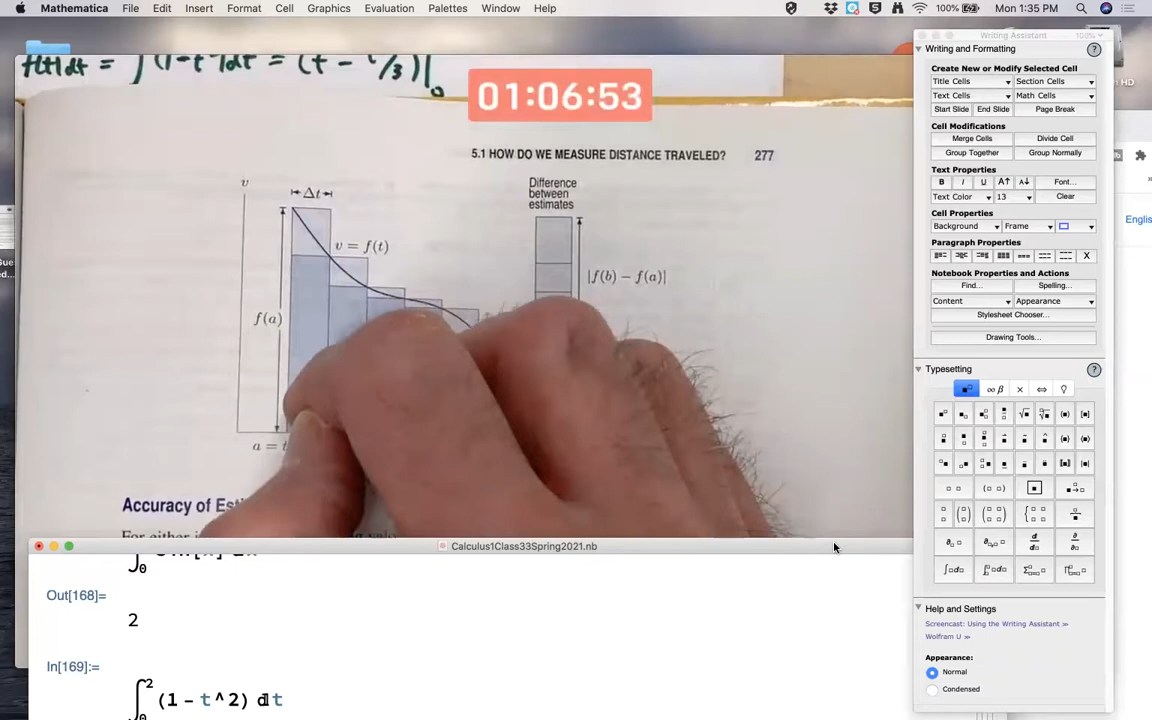 Mathematica File Edit Insert Format Cell Graphics Evaluation Palettes Window Help
100% Mon 1:35 PM
01:06:53
5.1 HOW DO WE MEASURE DISTANCE TRAVELED? 277
v
Δt
v = f(t)
f(a)
Difference
between
estimates
|f(b) − f(a)|
Accuracy of
Calculus1Class33Spring2021.nb
Out[168]=
2
In[169]:=
∫₀² (1 - t ^ 2) ⅆt
Writing Assistant
100%
Writing and Formatting
Create New or Modify Selected Cell
Title Cells Section Cells
Text Cells Math Cells
Start Slide End Slide Page Break
Cell Modifications
Merge Cells Divide Cell
Group Together Group Normally
Text Properties
B I U A↑ A↓ Font...
Text Color 13 Clear
Cell Properties
Background Frame
Paragraph Properties
Notebook Properties and Actions
Find... Spelling...
Content Appearance
Stylesheet Chooser...
Drawing Tools...
Typesetting
Help and Settings
Screencast: Using the Writing Assistant ≫
Wolfram U ≫
Appearance:
Normal
Condensed
HD
Englis